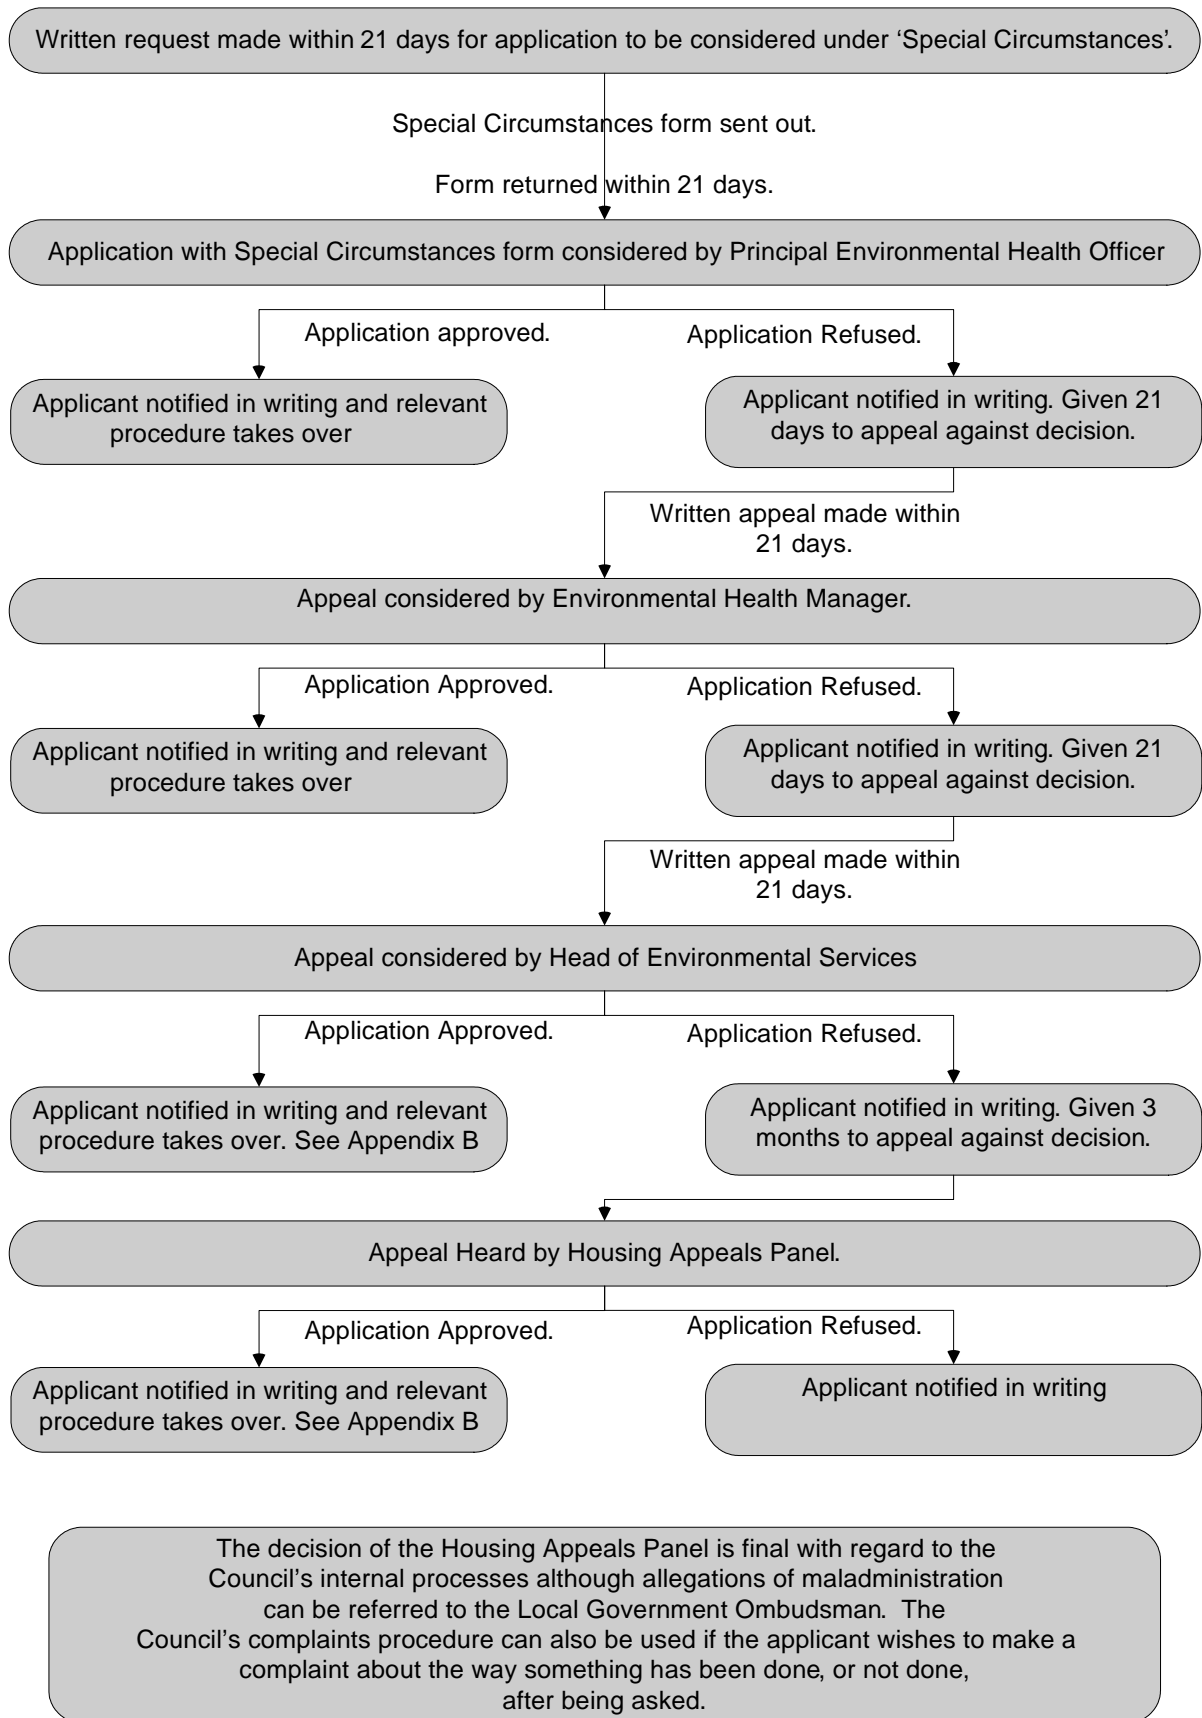 Written request made within 21 days for application to be considered under ‘Special Circumstances’.
Special Circumstances form sent out.
Form returned within 21 days.
Application with Special Circumstances form considered by Principal Environmental Health Officer
Application approved.
Application Refused.
Applicant notified in writing and relevant
procedure takes over
Applicant notified in writing. Given 21
days to appeal against decision.
Written appeal made within
21 days.
Appeal considered by Environmental Health Manager.
Application Approved.
Application Refused.
Applicant notified in writing and relevant
procedure takes over
Applicant notified in writing. Given 21
days to appeal against decision.
Written appeal made within
21 days.
Appeal considered by Head of Environmental Services
Application Approved.
Application Refused.
Applicant notified in writing and relevant
procedure takes over. See Appendix B
Applicant notified in writing. Given 3
months to appeal against decision.
Appeal Heard by Housing Appeals Panel.
Application Approved.
Application Refused.
Applicant notified in writing and relevant
procedure takes over. See Appendix B
Applicant notified in writing
The decision of the Housing Appeals Panel is final with regard to the
Council’s internal processes although allegations of maladministration
can be referred to the Local Government Ombudsman. The
Council’s complaints procedure can also be used if the applicant wishes to make a
complaint about the way something has been done, or not done,
after being asked.